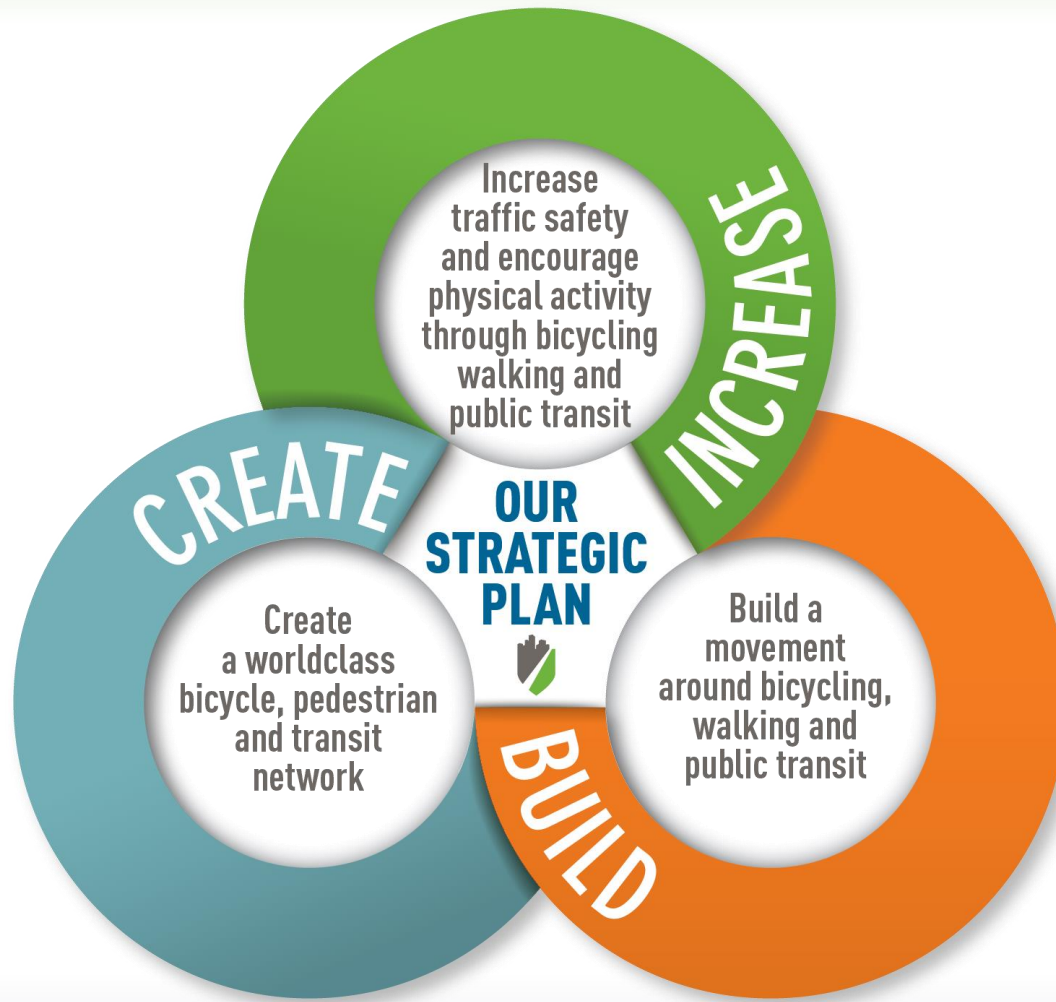 INCREASE
Increase
traffic safety
and encourage
physical activity
through bicycling
walking and
public transit
CREATE
Create
a worldclass
bicycle, pedestrian
and transit
network
OUR
STRATEGIC
PLAN
BUILD
Build a
movement
around bicycling,
walking and
public transit